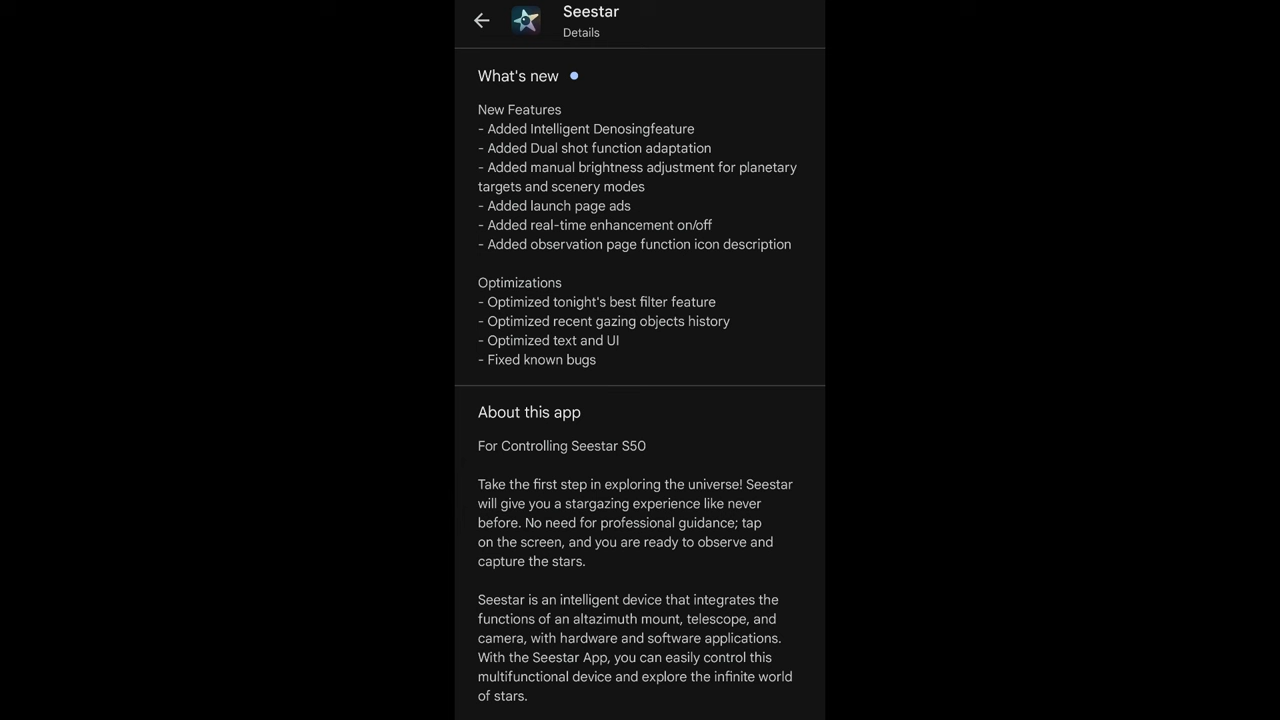 Seestar
Details
What's new
New Features
- Added Intelligent Denosingfeature
- Added Dual shot function adaptation
- Added manual brightness adjustment for planetary
targets and scenery modes
- Added launch page ads
- Added real-time enhancement on/off
- Added observation page function icon description
Optimizations
- Optimized tonight's best filter feature
- Optimized recent gazing objects history
- Optimized text and UI
- Fixed known bugs
About this app
For Controlling Seestar S50
Take the first step in exploring the universe! Seestar
will give you a stargazing experience like never
before. No need for professional guidance; tap
on the screen, and you are ready to observe and
capture the stars.
Seestar is an intelligent device that integrates the
functions of an altazimuth mount, telescope, and
camera, with hardware and software applications.
With the Seestar App, you can easily control this
multifunctional device and explore the infinite world
of stars.